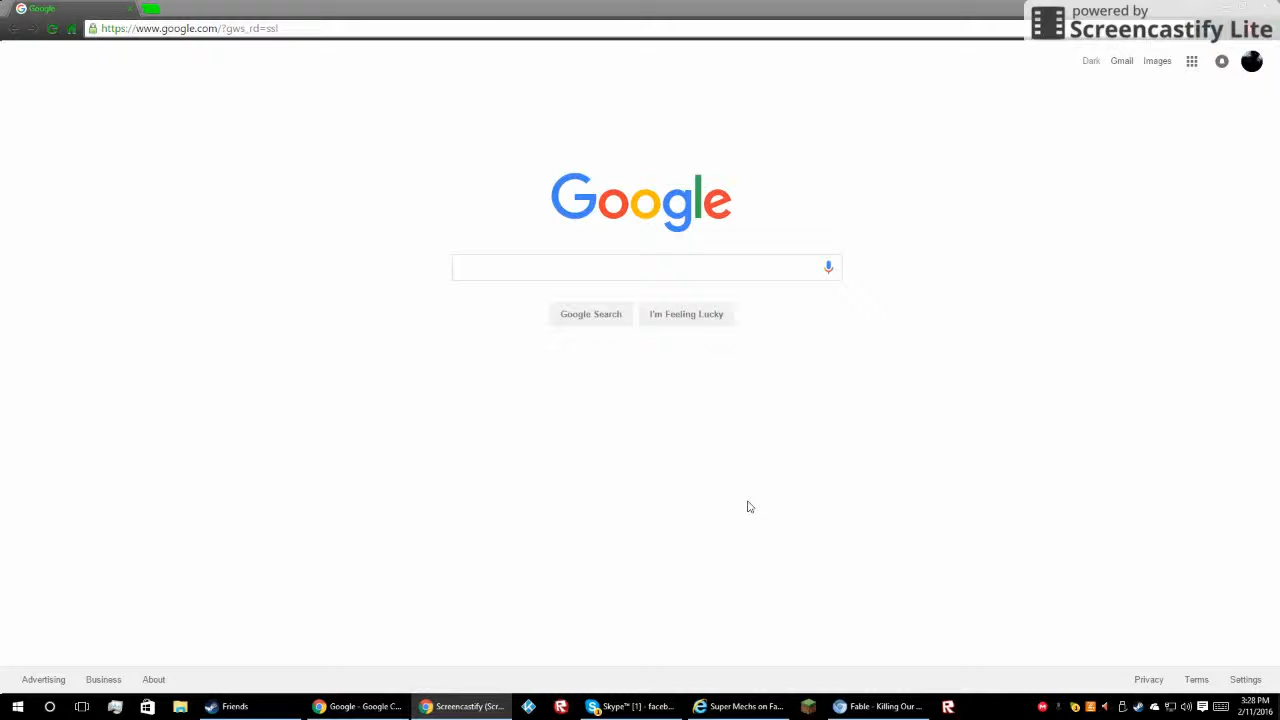 Google
https://www.google.com/?gws_rd=ssl
powered by
Screencastify Lite
Dark Gmail Images
Google
Google Search I'm Feeling Lucky
Advertising Business About Privacy Terms Settings
Friends Google - Google C... Screencastify (Scr... Skype™ [1] - faceb... Super Mechs on Fa... Fable - Killing Our ... 3:28 PM
2/11/2016